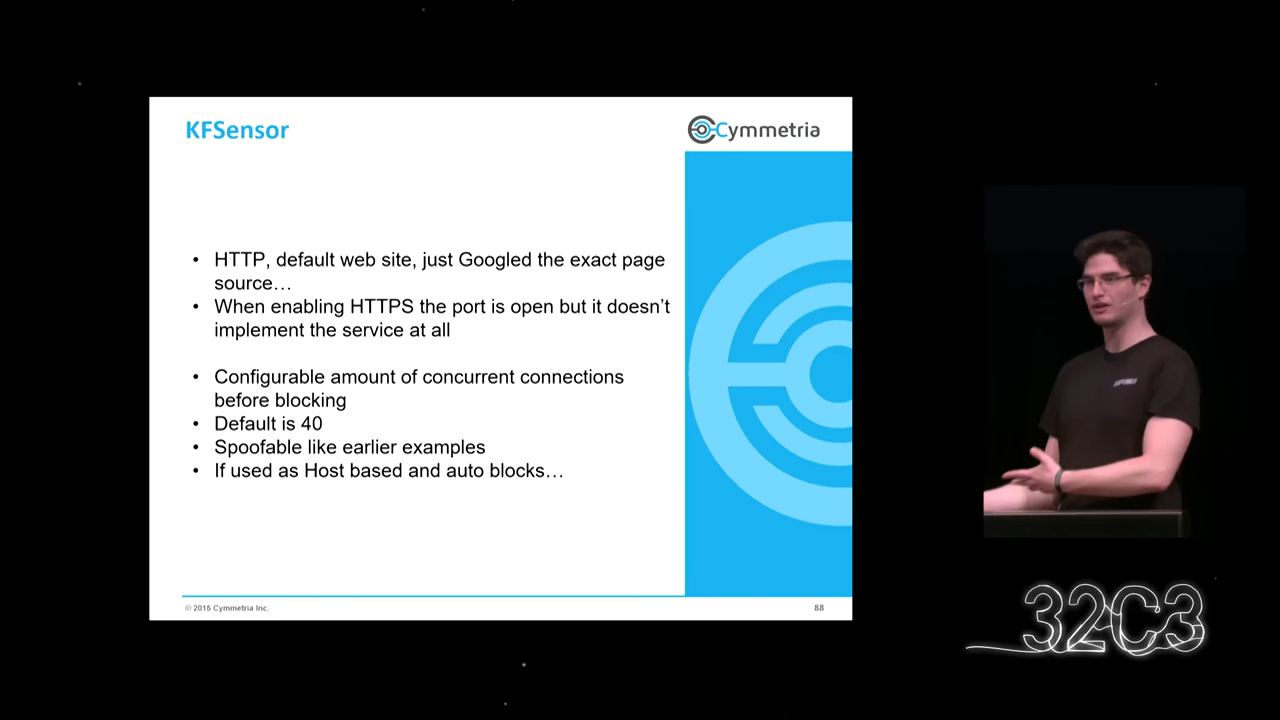 KFSensor
Cymmetria
• HTTP, default web site, just Googled the exact page
source…
• When enabling HTTPS the port is open but it doesn’t
implement the service at all
• Configurable amount of concurrent connections
before blocking
• Default is 40
• Spoofable like earlier examples
• If used as Host based and auto blocks…
© 2015 Cymmetria Inc.
88
32C3